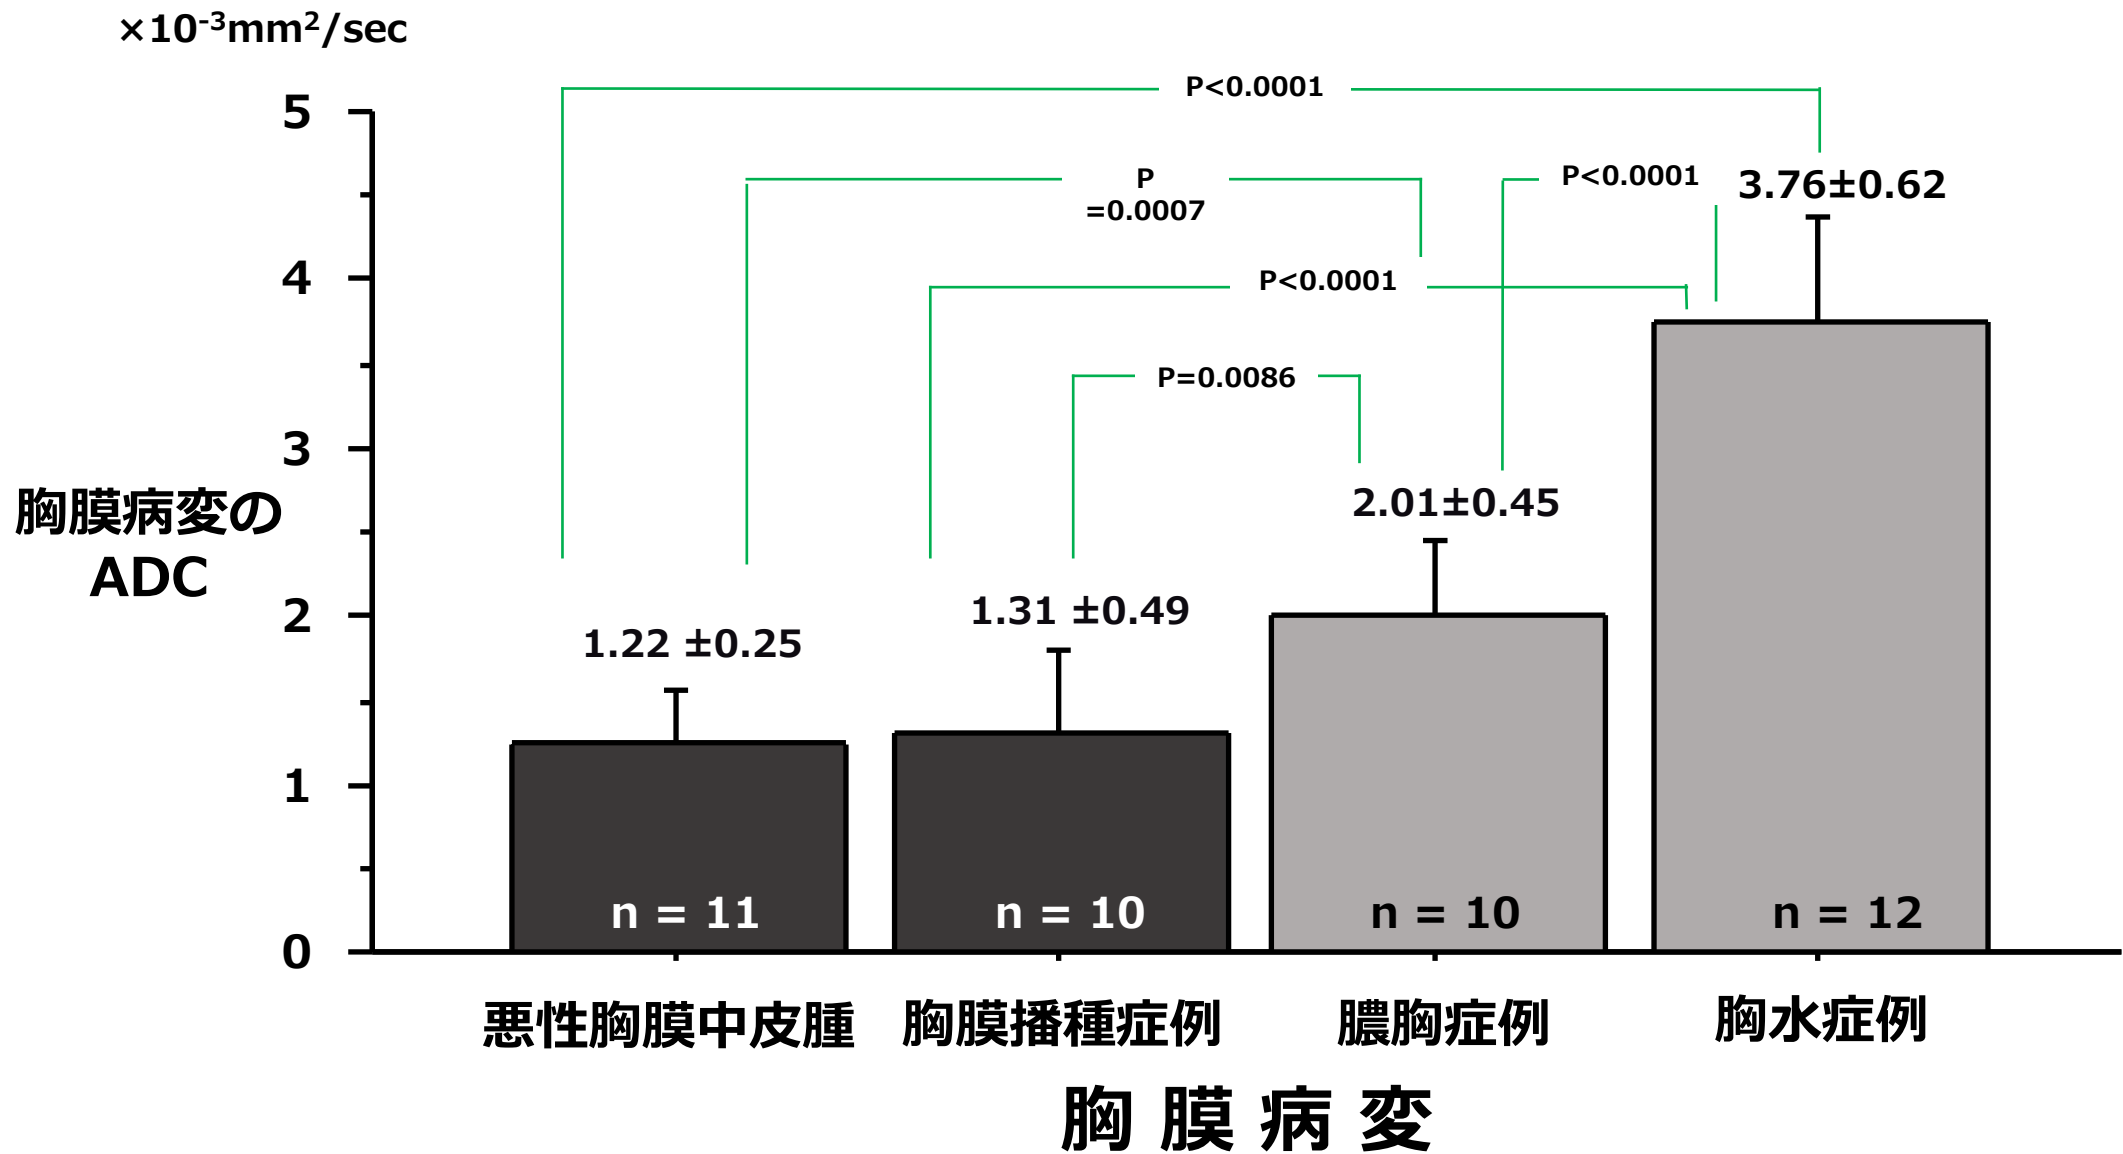 ×10⁻³mm²/sec
P<0.0001
5
P
=0.0007
P<0.0001
3.76±0.62
4
P<0.0001
P=0.0086
3
2.01±0.45
胸膜病変の
ADC
2
1.31 ±0.49
1.22 ±0.25
1
n = 11
n = 10
n = 10
n = 12
0
悪性胸膜中皮腫
胸膜播種症例
膿胸症例
胸水症例
胸 膜 病 変